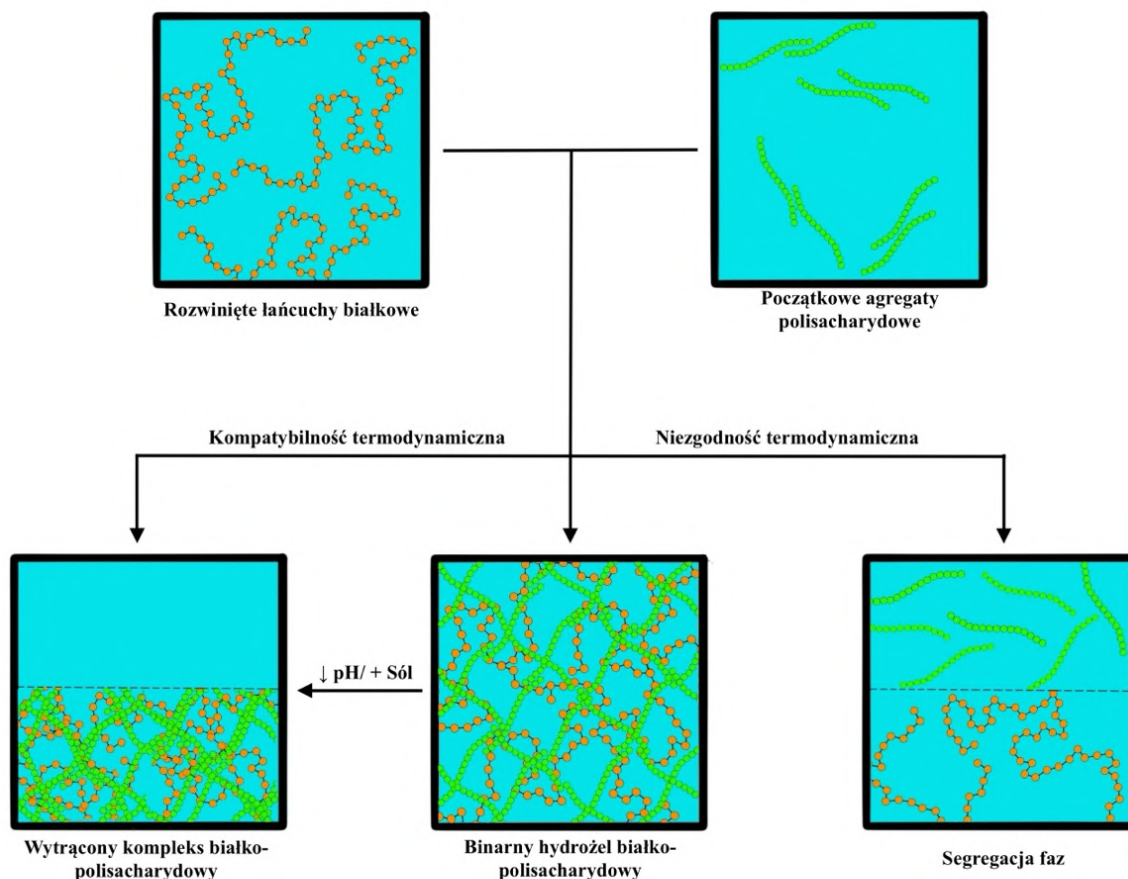 Rozwinięte łańcuchy białkowe
Początkowe agregaty
polisacharydowe
Kompatybilność termodynamiczna
Niezgodność termodynamiczna
↓ pH/ + Sól
Wytrącony kompleks białko-
polisacharydowy
Binarny hydrożel białko-
polisacharydowy
Segregacja faz